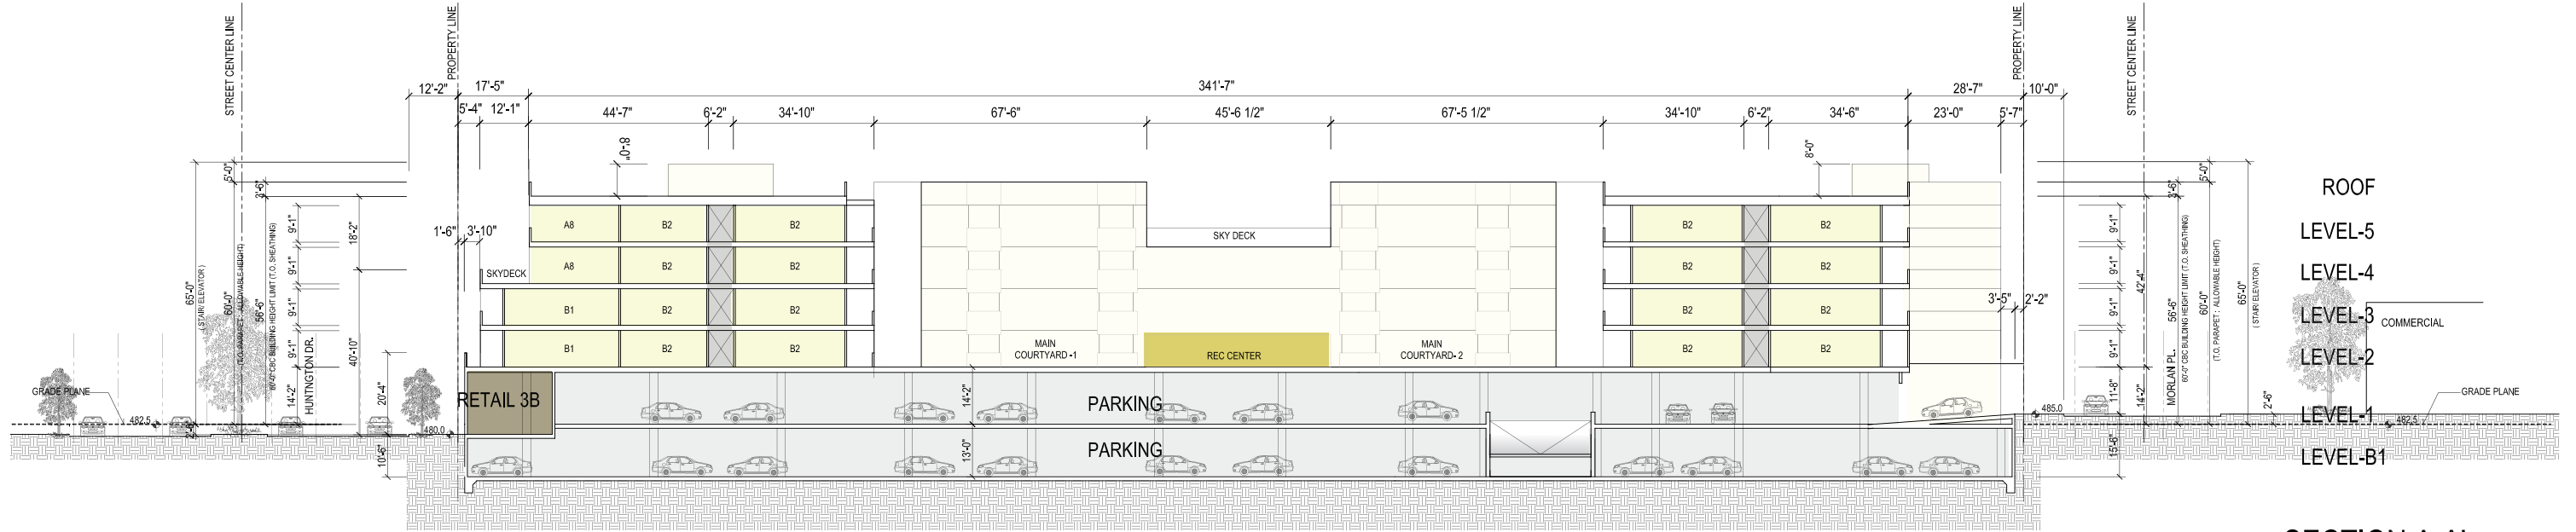 STREET CENTER LINE
PROPERTY LINE
PROPERTY LINE
STREET CENTER LINE
12'-2"
17'-5"
341'-7"
28'-7"
10'-0"
5'-4"
12'-1"
44'-7"
6'-2"
34'-10"
67'-6"
45'-6 1/2"
67'-5 1/2"
34'-10"
6'-2"
34'-6"
23'-0"
5'-7"
8'-0"
8'-0"
5'-0"
3'-6"
65'-0"
( STAIR/ ELEVATOR )
60'-0"
(T.O. PARAPET : ALLOWABLE HEIGHT)
56'-6"
60'-0" CBC BUILDING HEIGHT LIMIT (T.O. SHEATHING)
9'-1"
9'-1"
9'-1"
9'-1"
14'-2"
HUNTINGTON DR.
18'-2"
40'-10"
20'-4"
10'-6"
1'-6"
3'-10"
SKYDECK
A8 B2 B2
A8 B2 B2
B1 B2 B2
B1 B2 B2
SKY DECK
MAIN
COURTYARD -1
REC CENTER
MAIN
COURTYARD- 2
B2 B2
B2 B2
B2 B2
B2 B2
3'-5"
2'-2"
RETAIL 3B
14'-2"
PARKING
13'-0"
PARKING
GRADE PLANE
482.5
480.0
485.0
5'-0"
3'-6"
9'-1"
9'-1"
9'-1"
9'-1"
11'-8"
15'-6"
42'-4"
14'-2"
MORLAN PL.
56'-6"
60'-0" CBC BUILDING HEIGHT LIMIT (T.O. SHEATHING)
60'-0"
(T.O. PARAPET : ALLOWABLE HEIGHT)
65'-0"
( STAIR/ ELEVATOR )
2'-6"
ROOF
LEVEL-5
LEVEL-4
LEVEL-3
COMMERCIAL
LEVEL-2
GRADE PLANE
LEVEL-1
482.5
LEVEL-B1